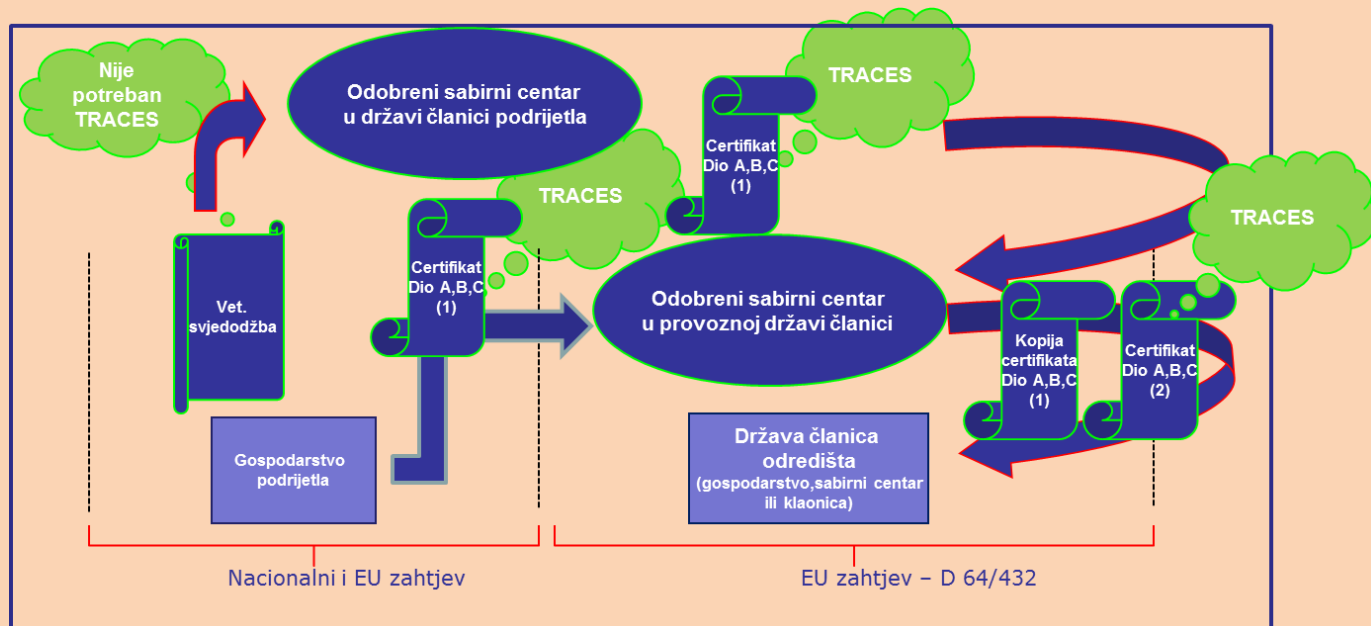 Nije
potreban
TRACES
Odobreni sabirni centar
u državi članici podrijetla
TRACES
Certifikat
Dio A,B,C
(1)
TRACES
TRACES
Vet.
svjedodžba
Certifikat
Dio A,B,C
(1)
Odobreni sabirni centar
u provoznoj državi članici
Kopija
certifikata
Dio A,B,C
(1)
Certifikat
Dio A,B,C
(2)
Gospodarstvo
podrijetla
Država članica
odredišta
(gospodarstvo,sabirni centar
ili klaonica)
Nacionalni i EU zahtjev
EU zahtjev – D 64/432